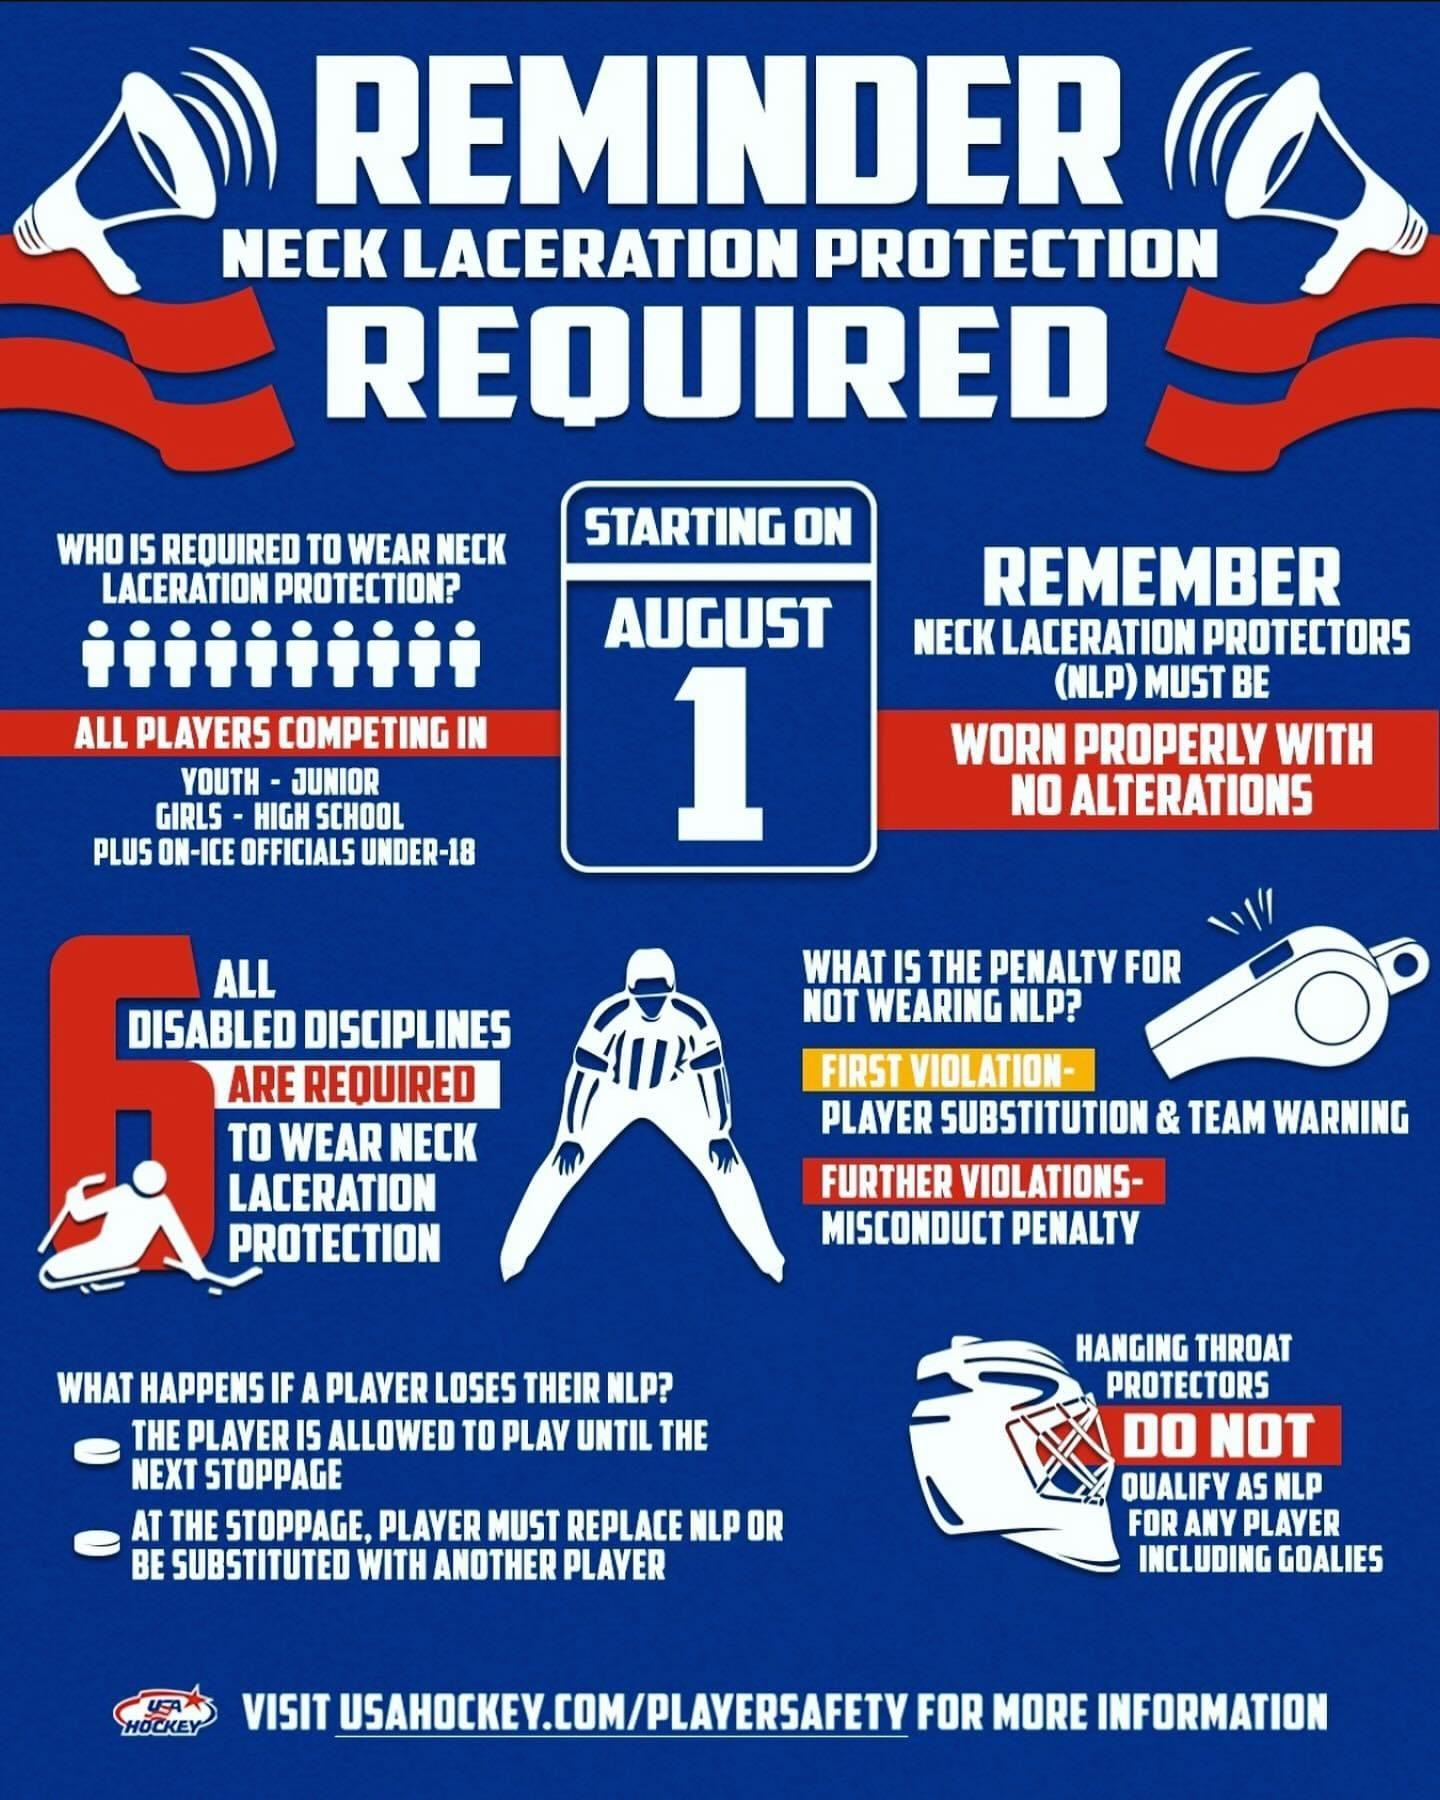 REMINDER
NECK LACERATION PROTECTION
REQUIRED
WHO IS REQUIRED TO WEAR NECK
LACERATION PROTECTION?
ALL PLAYERS COMPETING IN
YOUTH - JUNIOR
GIRLS - HIGH SCHOOL
PLUS ON-ICE OFFICIALS UNDER-18
STARTING ON
AUGUST
1
REMEMBER
NECK LACERATION PROTECTORS
(NLP) MUST BE
WORN PROPERLY WITH
NO ALTERATIONS
6
ALL
DISABLED DISCIPLINES
ARE REQUIRED
TO WEAR NECK
LACERATION
PROTECTION
WHAT IS THE PENALTY FOR
NOT WEARING NLP?
FIRST VIOLATION-
PLAYER SUBSTITUTION & TEAM WARNING
FURTHER VIOLATIONS-
MISCONDUCT PENALTY
WHAT HAPPENS IF A PLAYER LOSES THEIR NLP?
THE PLAYER IS ALLOWED TO PLAY UNTIL THE
NEXT STOPPAGE
AT THE STOPPAGE, PLAYER MUST REPLACE NLP OR
BE SUBSTITUTED WITH ANOTHER PLAYER
HANGING THROAT
PROTECTORS
DO NOT
QUALIFY AS NLP
FOR ANY PLAYER
INCLUDING GOALIES
USA
HOCKEY
VISIT USAHOCKEY.COM/PLAYERSAFETY FOR MORE INFORMATION